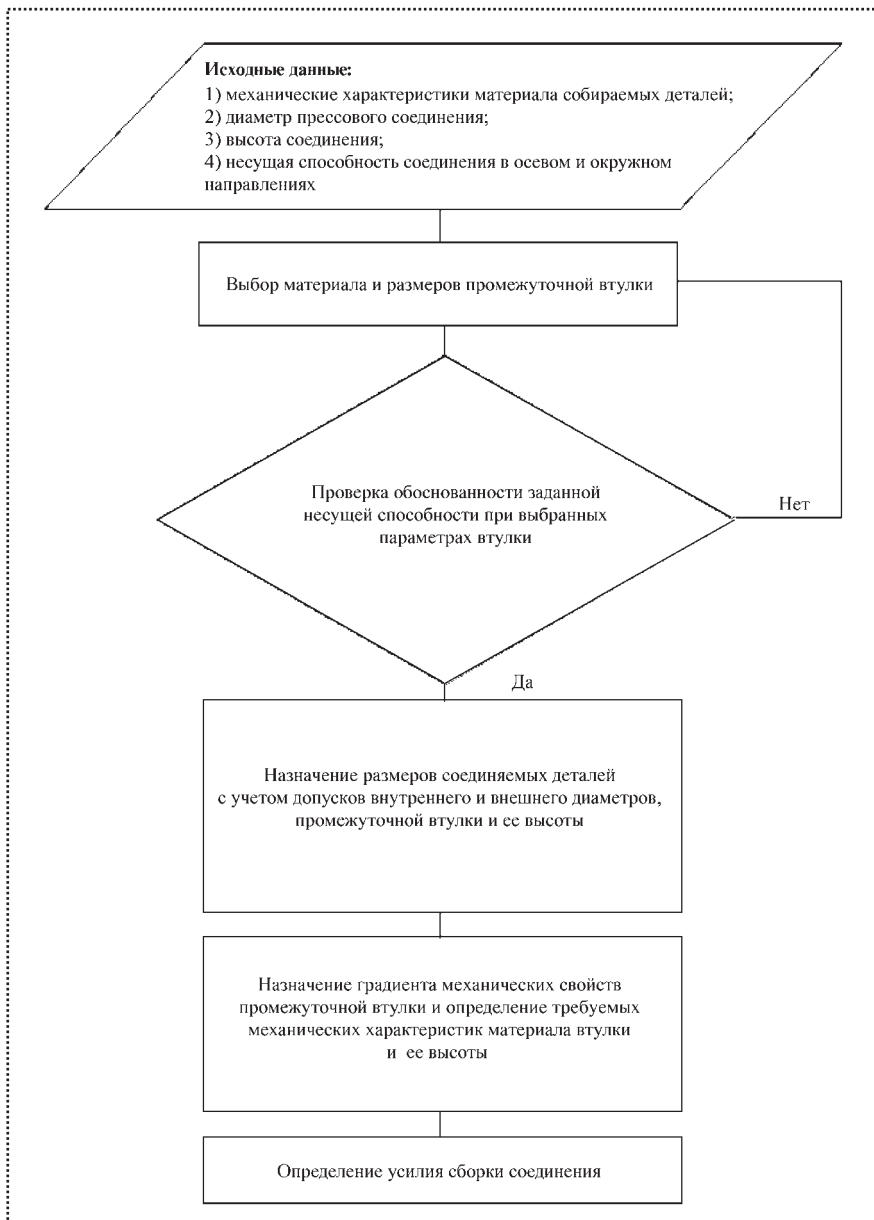 Исходные данные:
1) механические характеристики материала собираемых деталей;
2) диаметр прессового соединения;
3) высота соединения;
4) несущая способность соединения в осевом и окружном
направлениях
Выбор материала и размеров промежуточной втулки
Проверка обоснованности заданной
несущей способности при выбранных
параметрах втулки
Нет
Да
Назначение размеров соединяемых деталей
с учетом допусков внутреннего и внешнего диаметров,
промежуточной втулки и ее высоты
Назначение градиента механических свойств
промежуточной втулки и определение требуемых
механических характеристик материала втулки
и ее высоты
Определение усилия сборки соединения